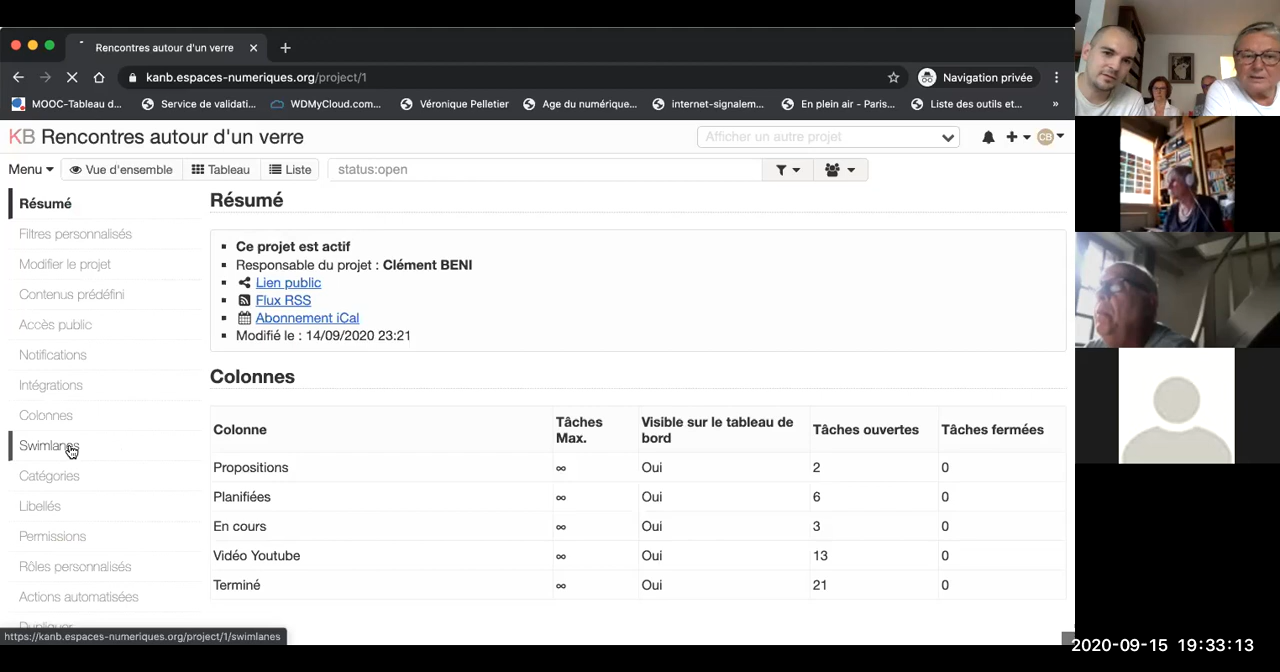 Rencontres autour d'un verre
kanb.espaces-numeriques.org/project/1
Navigation privée
MOOC-Tableau d... Service de validati... WDMyCloud.com... Véronique Pelletier Age du numérique... internet-signalem... En plein air - Paris... Liste des outils et... »
KB Rencontres autour d'un verre
Afficher un autre projet
CB
Menu Vue d'ensemble Tableau Liste status:open
Résumé
Filtres personnalisés
Modifier le projet
Contenus prédéfini
Accès public
Notifications
Intégrations
Colonnes
Swimlanes
Catégories
Libellés
Permissions
Rôles personnalisés
Actions automatisées
Dupliquer
Résumé
Ce projet est actif
Responsable du projet : Clément BENI
Lien public
Flux RSS
Abonnement iCal
Modifié le : 14/09/2020 23:21
Colonnes
Colonne Tâches Max. Visible sur le tableau de bord Tâches ouvertes Tâches fermées
Propositions ∞ Oui 2 0
Planifiées ∞ Oui 6 0
En cours ∞ Oui 3 0
Vidéo Youtube ∞ Oui 13 0
Terminé ∞ Oui 21 0
https://kanb.espaces-numeriques.org/project/1/swimlanes
2020-09-15 19:33:13